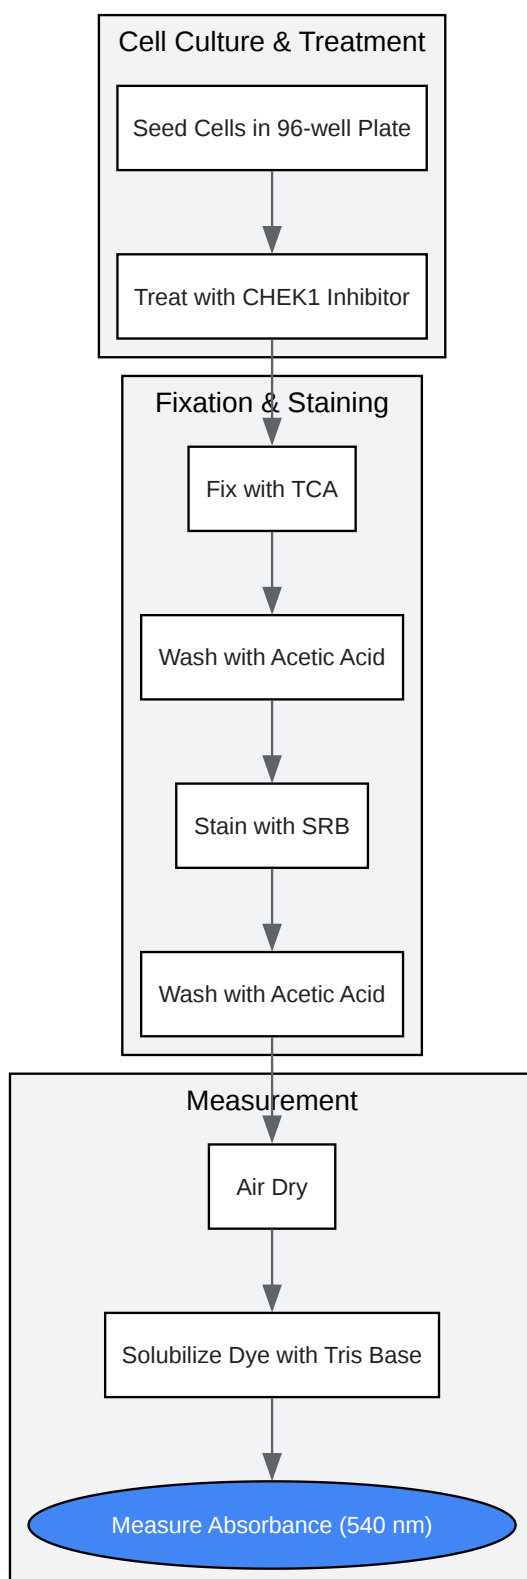 Cell Culture & Treatment
Seed Cells in 96-well Plate
Treat with CHEK1 Inhibitor
Fixation & Staining
Fix with TCA
Wash with Acetic Acid
Stain with SRB
Wash with Acetic Acid
Measurement
Air Dry
Solubilize Dye with Tris Base
Measure Absorbance (540 nm)